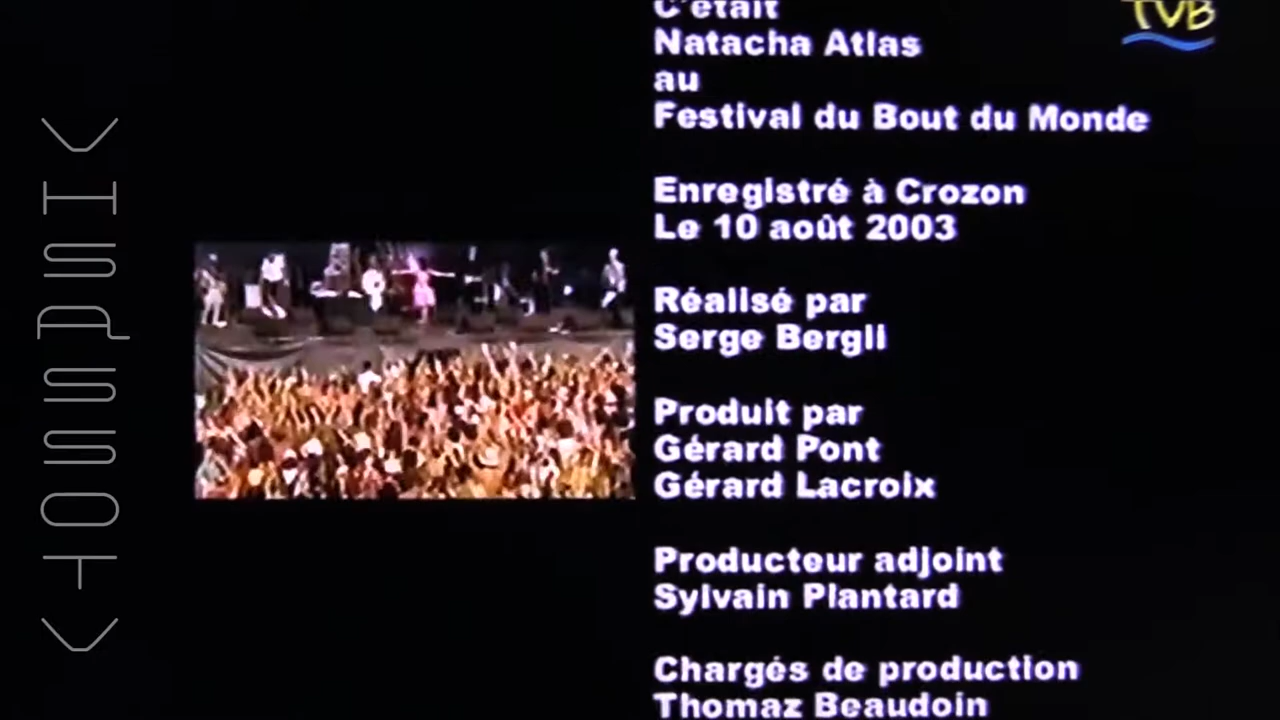 C'était
Natacha Atlas
au
Festival du Bout du Monde
Enregistré à Crozon
Le 10 août 2003
Réalisé par
Serge Bergli
Produit par
Gérard Pont
Gérard Lacroix
Producteur adjoint
Sylvain Plantard
Chargés de production
Thomaz Beaudoin
TVB